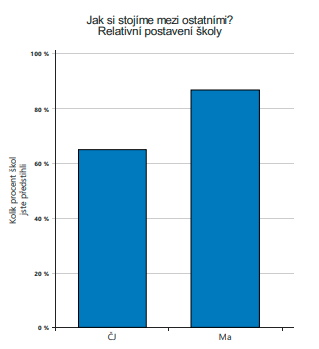 Jak si stojíme mezi ostatními?
Relativní postavení školy
Kolik procent škol
jste předstihli
100 %
80 %
60 %
40 %
20 %
0 %
ČJ
Ma